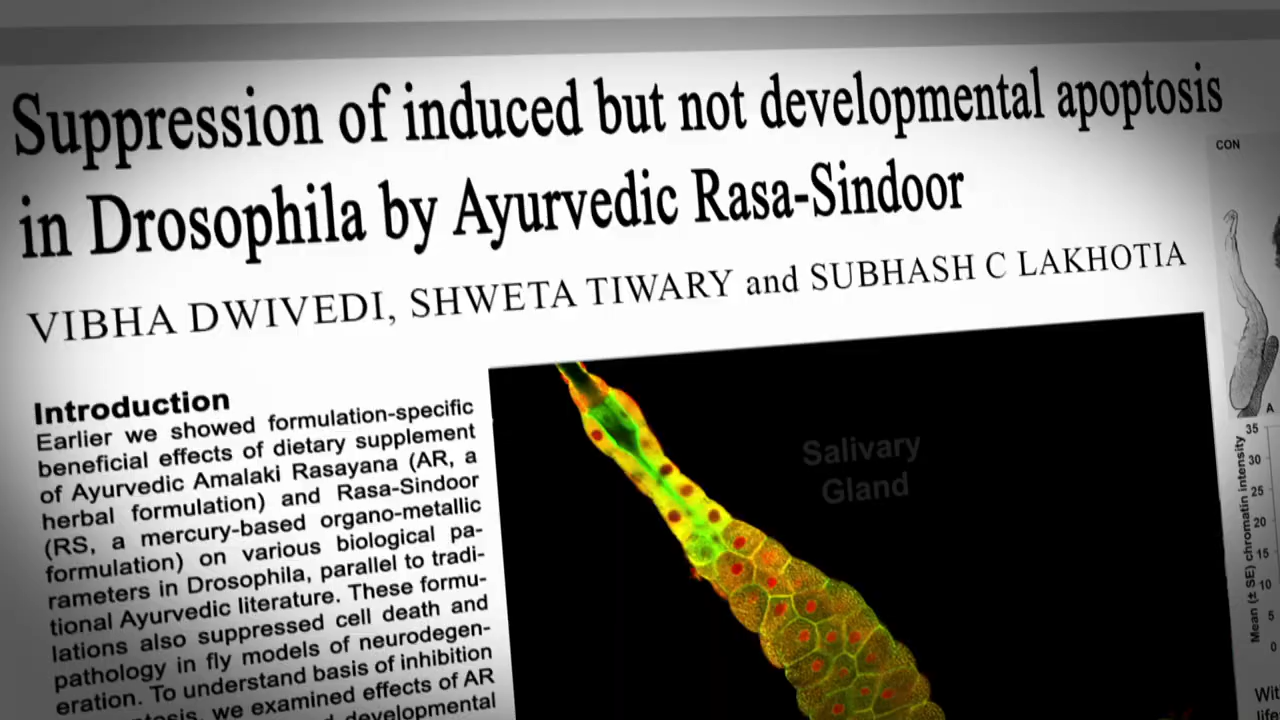 Suppression of induced but not developmental apoptosis
in Drosophila by Ayurvedic Rasa-Sindoor
VIBHA DWIVEDI, SHWETA TIWARY and SUBHASH C LAKHOTIA
Introduction
Earlier we showed formulation-specific
beneficial effects of dietary supplement
of Ayurvedic Amalaki Rasayana (AR, a
herbal formulation) and Rasa-Sindoor
(RS, a mercury-based organo-metallic
formulation) on various biological pa-
rameters in Drosophila, parallel to tradi-
tional Ayurvedic literature. These formu-
lations also suppressed cell death and
pathology in fly models of neurodegen-
eration. To understand basis of inhibition
we examined effects of AR
developmental
Salivary
Gland
CON
A
Mean (± SE) chromatin intensity
35
30
25
20
15
10
5
0